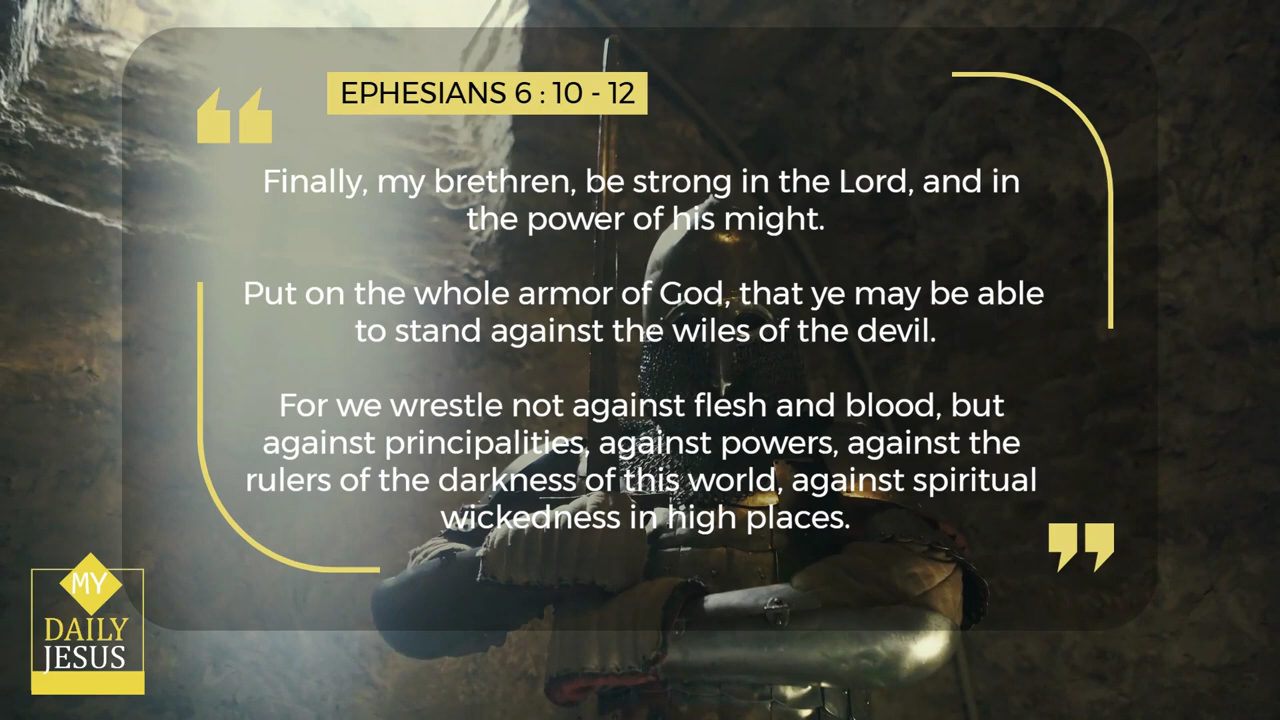 EPHESIANS 6 : 10 - 12
Finally, my brethren, be strong in the Lord, and in
the power of his might.
Put on the whole armor of God, that ye may be able
to stand against the wiles of the devil.
For we wrestle not against flesh and blood, but
against principalities, against powers, against the
rulers of the darkness of this world, against spiritual
wickedness in high places.
MY
DAILY
JESUS